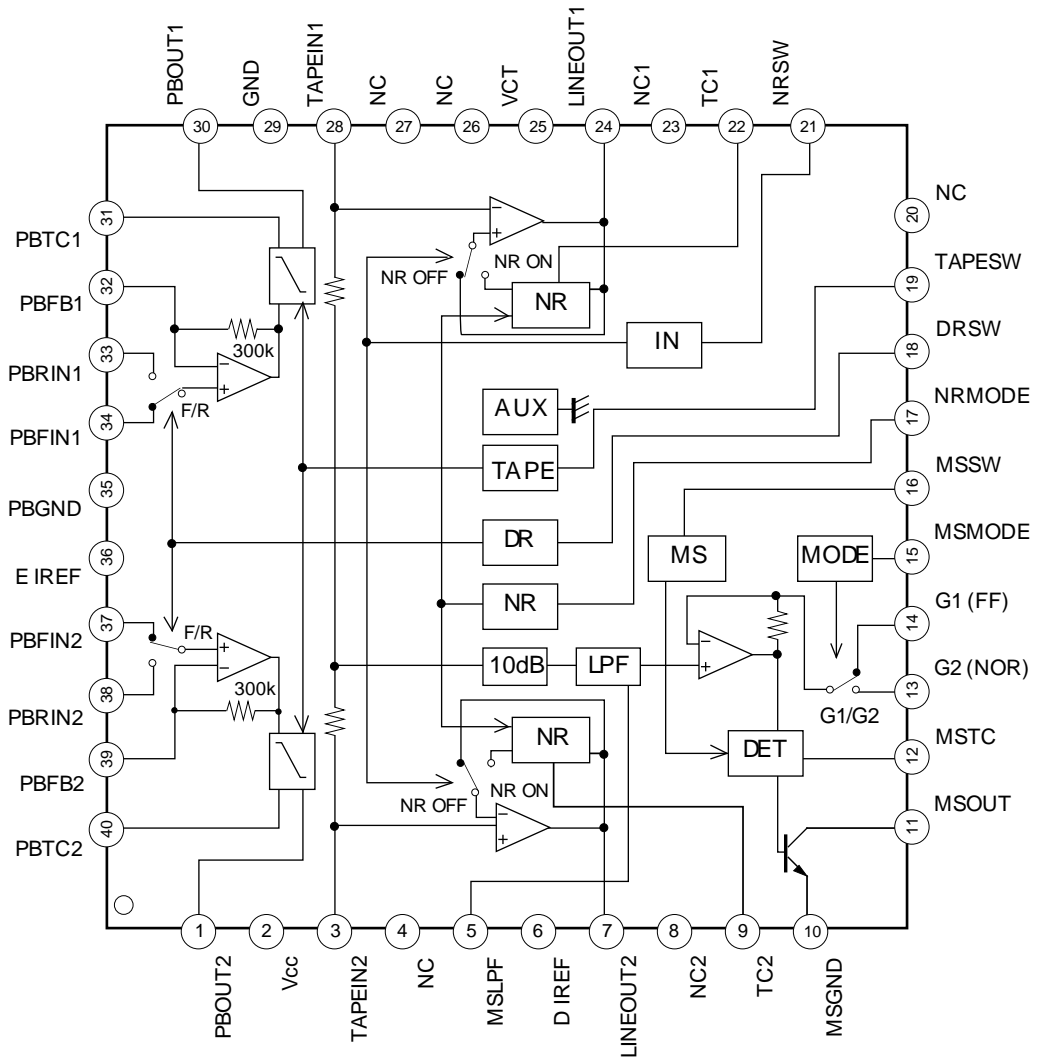 PBOUT1
GND
TAPEIN1
NC
NC
VCT
LINEOUT1
NC1
TC1
NRSW
30
29
28
27
26
25
24
23
22
21
31
PBTC1
32
PBFB1
33
PBRIN1
34
PBFIN1
35
PBGND
36
E IREF
37
PBFIN2
38
PBRIN2
39
PBFB2
40
PBTC2
300k
−
+
F/R
F/R
+
−
300k
−
+
NR OFF
NR ON
NR
IN
AUX
TAPE
DR
NR
10dB
LPF
MS
MODE
−
+
G1/G2
DET
NR
NR OFF
NR ON
−
+
NC
20
TAPESW
19
DRSW
18
NRMODE
17
MSSW
16
MSMODE
15
G1 (FF)
14
G2 (NOR)
13
MSTC
12
MSOUT
11
1
2
3
4
5
6
7
8
9
10
PBOUT2
Vcc
TAPEIN2
NC
MSLPF
D IREF
LINEOUT2
NC2
TC2
MSGND